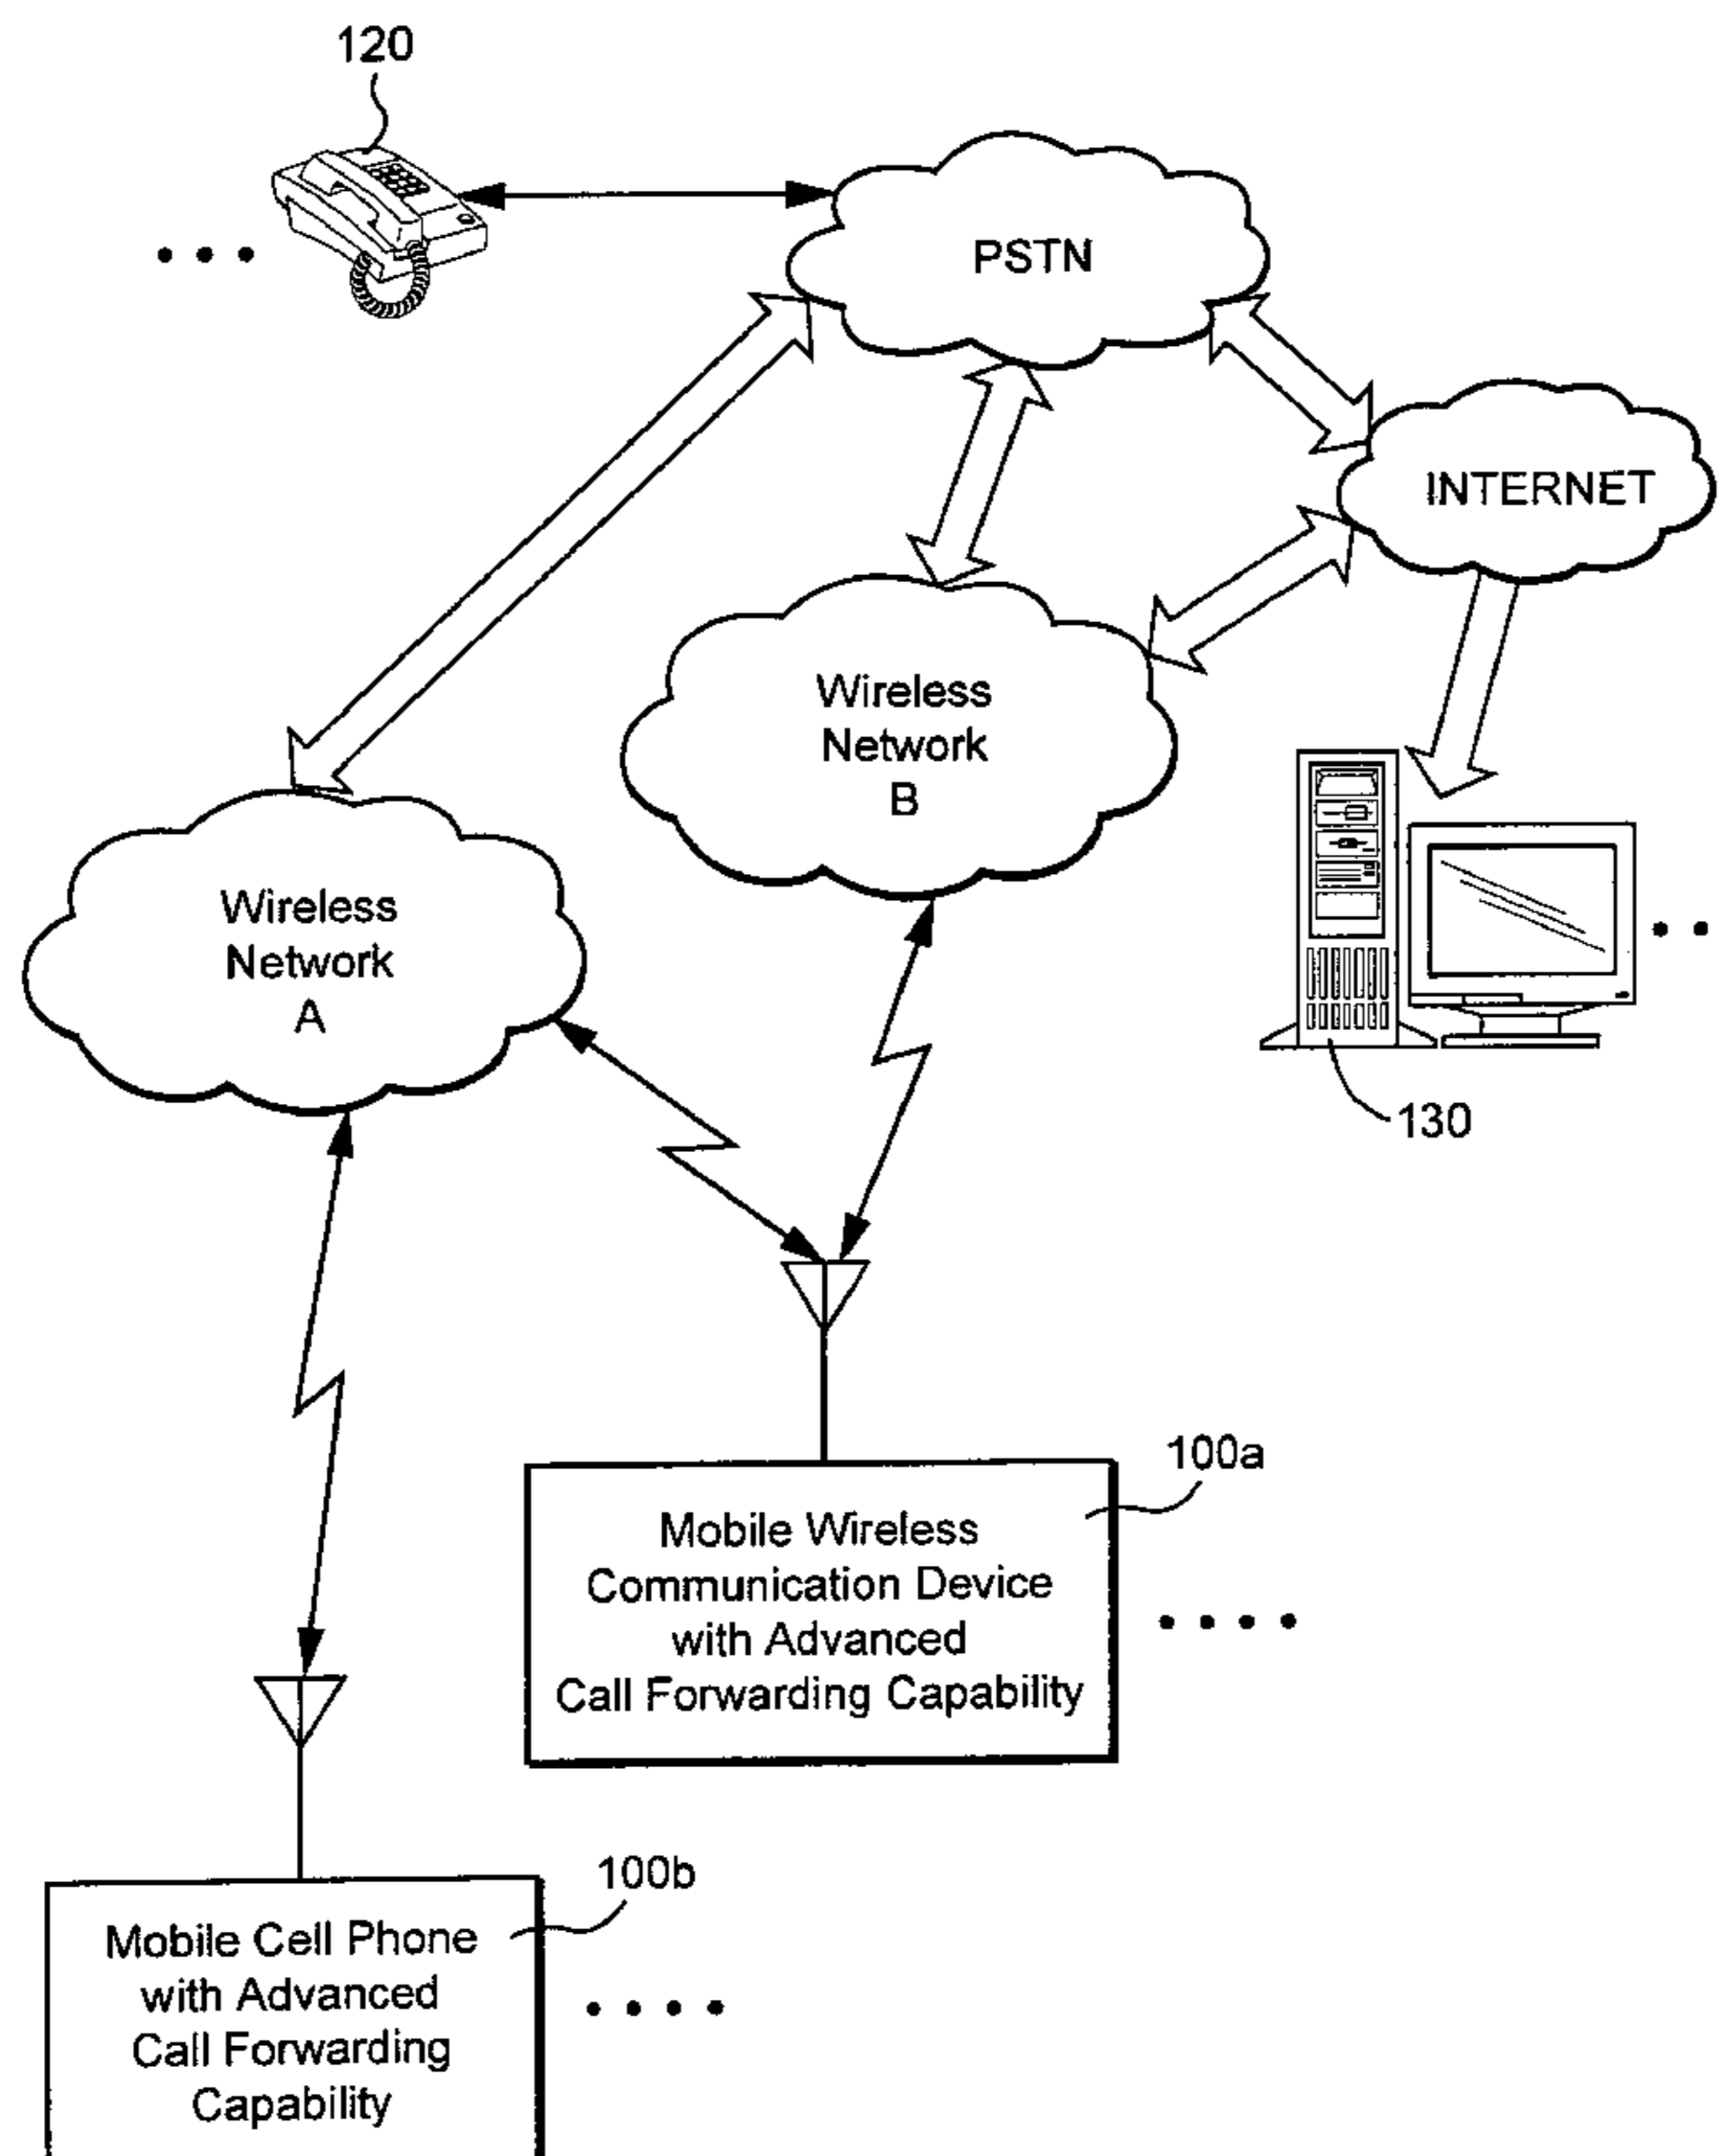 120
PSTN
INTERNET
Wireless
Network
B
Wireless
Network
A
130
100a
Mobile Wireless
Communication Device
with Advanced
Call Forwarding Capability
100b
Mobile Cell Phone
with Advanced
Call Forwarding
Capability